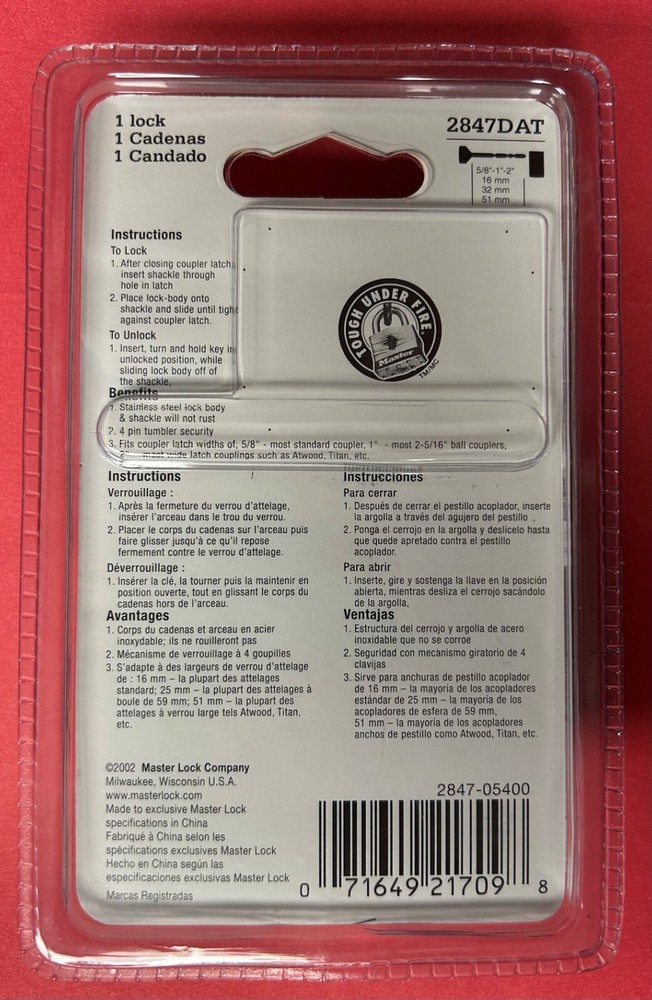 1 lock
1 Cadenas
1 Candado
2847DAT
5/8"-1"-2"
16 mm
32 mm
51 mm
Instructions
To Lock
1. After closing coupler latch,
insert shackle through
hole in latch
2. Place lock-body onto
shackle and slide until tight
against coupler latch.
To Unlock
1. Insert, turn and hold key in
unlocked position, while
sliding lock body off of
the shackle,
TOUGH UNDER FIRE
Master
TM/MC
Benefits
1. Stainless steel lock body
& shackle will not rust
2. 4 pin tumbler security
3. Fits coupler latch widths of; 5/8" - most standard coupler, 1" - most 2-5/16" ball couplers,
2" most wide latch couplings such as Atwood, Titan, etc.
Instructions
Verrouillage :
1. Après la fermeture du verrou d'attelage,
insérer l'arceau dans le trou du verrou.
2. Placer le corps du cadenas sur l'arceau puis
faire glisser jusqu'à ce qu'il repose
fermement contre le verrou d'attelage.
Déverrouillage :
1. Insérer la clé, la tourner puis la maintenir en
position ouverte, tout en glissant le corps du
cadenas hors de l'arceau.
Avantages
1. Corps du cadenas et arceau en acier
inoxydable; ils ne rouilleront pas
2. Mécanisme de verrouillage à 4 goupilles
3. S'adapte à des largeurs de verrou d'attelage
de : 16 mm – la plupart des attelages
standard; 25 mm – la plupart des attelages à
boule de 59 mm; 51 mm – la plupart des
attelages à verrou large tels Atwood, Titan,
etc.
Instrucciones
Para cerrar
1. Después de cerrar el pestillo acoplador, inserte
la argolla a través del agujero del pestillo
2. Ponga el cerrojo en la argolla y deslícelo hasta
que quede apretado contra el pestillo
acoplador.
Para abrir
1. Inserte, gire y sostenga la llave en la posición
abierta, mientras desliza el cerrojo sacándolo
de la argolla,
Ventajas
1. Estructura del cerrojo y argolla de acero
inoxidable que no se corroe
2. Seguridad con mecanismo giratorio de 4
clavijas
3. Sirve para anchuras de pestillo acoplador
de 16 mm – la mayoría de los acopladores
estándar de 25 mm – la mayoría de los
acopladores de esfera de 59 mm,
51 mm – la mayoría de los acopladores
anchos de pestillo como Atwood, Titan, etc.
©2002 Master Lock Company
Milwaukee, Wisconsin U.S.A.
www.masterlock.com
Made to exclusive Master Lock
specifications in China
Fabriqué à China selon les
spécifications exclusives Master Lock
Hecho en China según las
especificaciones exclusivas Master Lock
Marcas Registradas
2847-05400
0 71649 21709 8